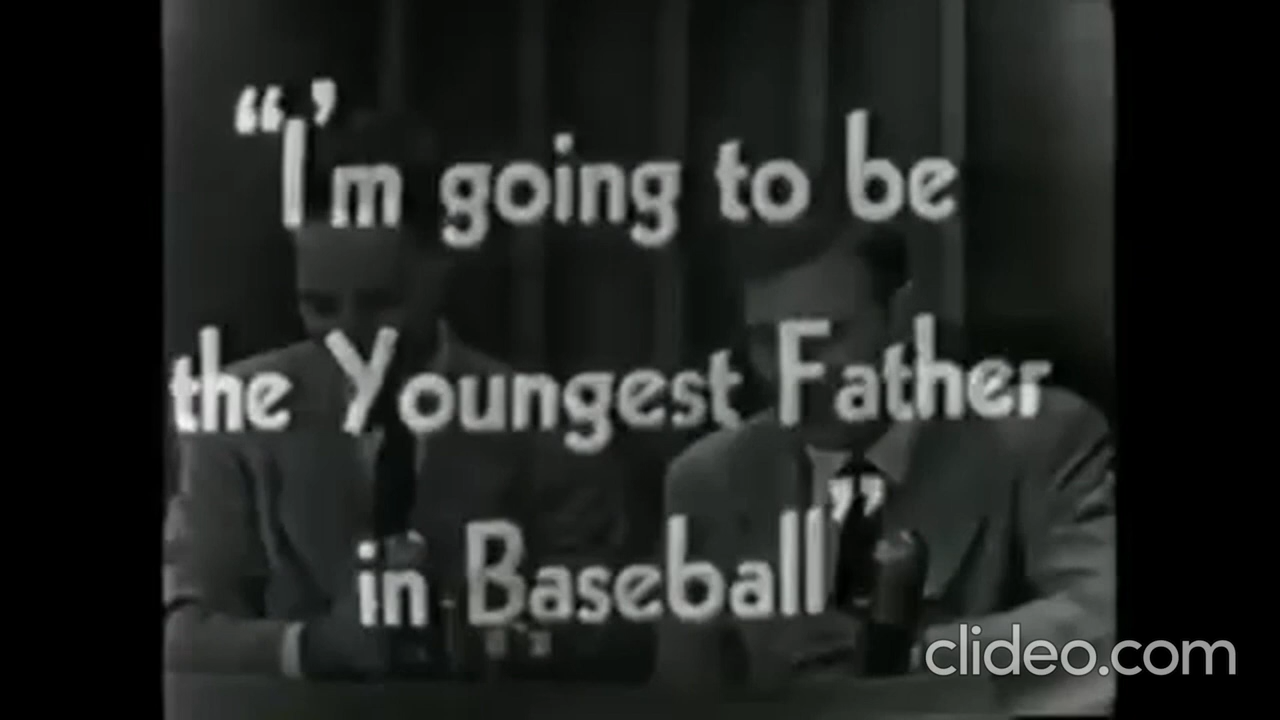 “I’m going to be
the Youngest Father
in Baseball”
clideo.com